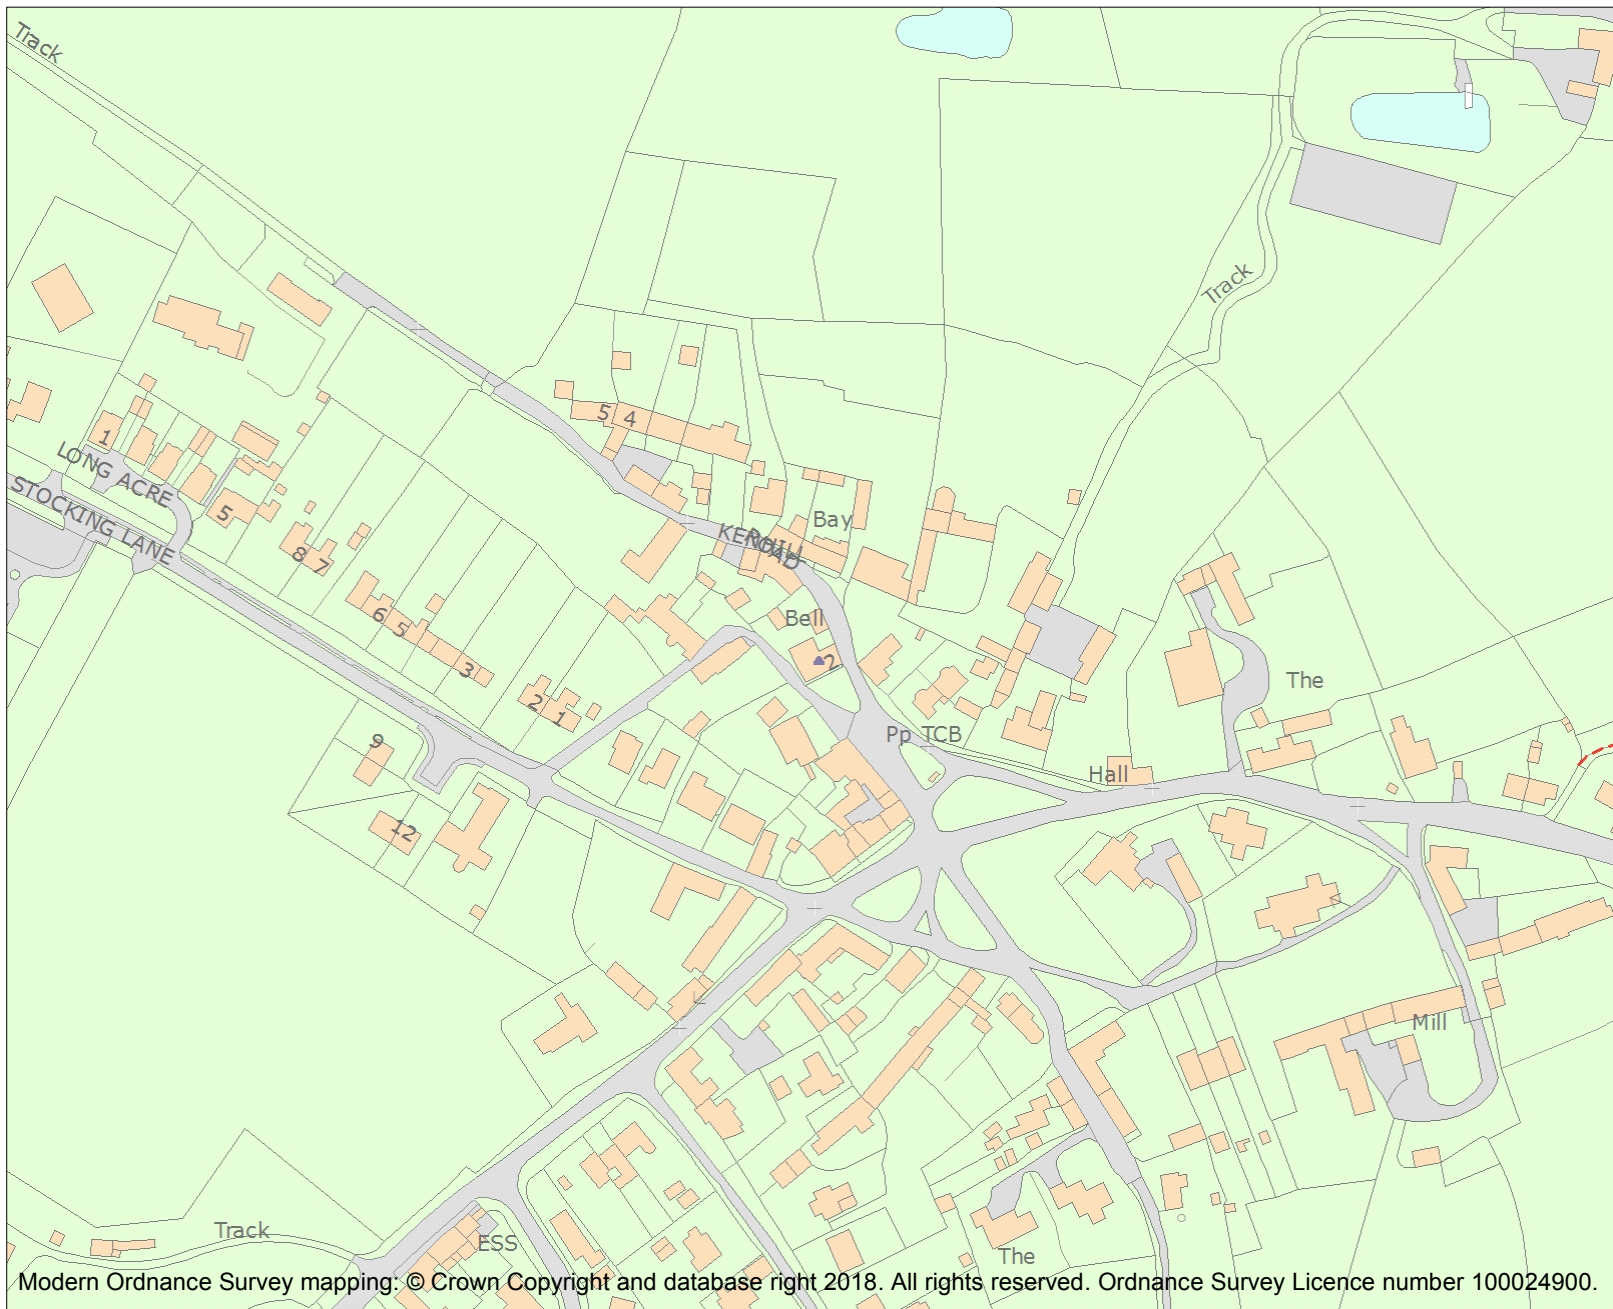 Track
Track
5 4
1
LONG ACRE
STOCKING LANE
5
Bay
ROAD
8 7
Bell
6
5
2
3
The
2
1
Pp TCB
9
Hall
12
Mill
Track
ESS
The
Modern Ordnance Survey mapping: © Crown Copyright and database right 2018. All rights reserved. Ordnance Survey Licence number 100024900.